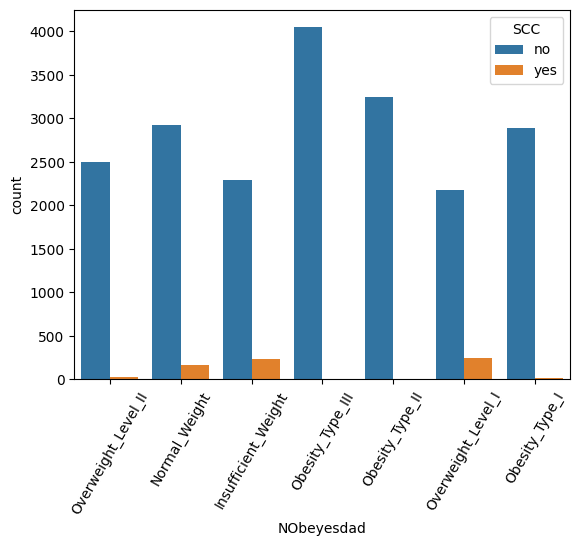 SCC
no
yes
4000
3500
3000
2500
2000
1500
1000
500
0
count
Overweight_Level_II
Normal_Weight
Insufficient_Weight
Obesity_Type_III
Obesity_Type_II
Overweight_Level_I
Obesity_Type_I
NObeyesdad